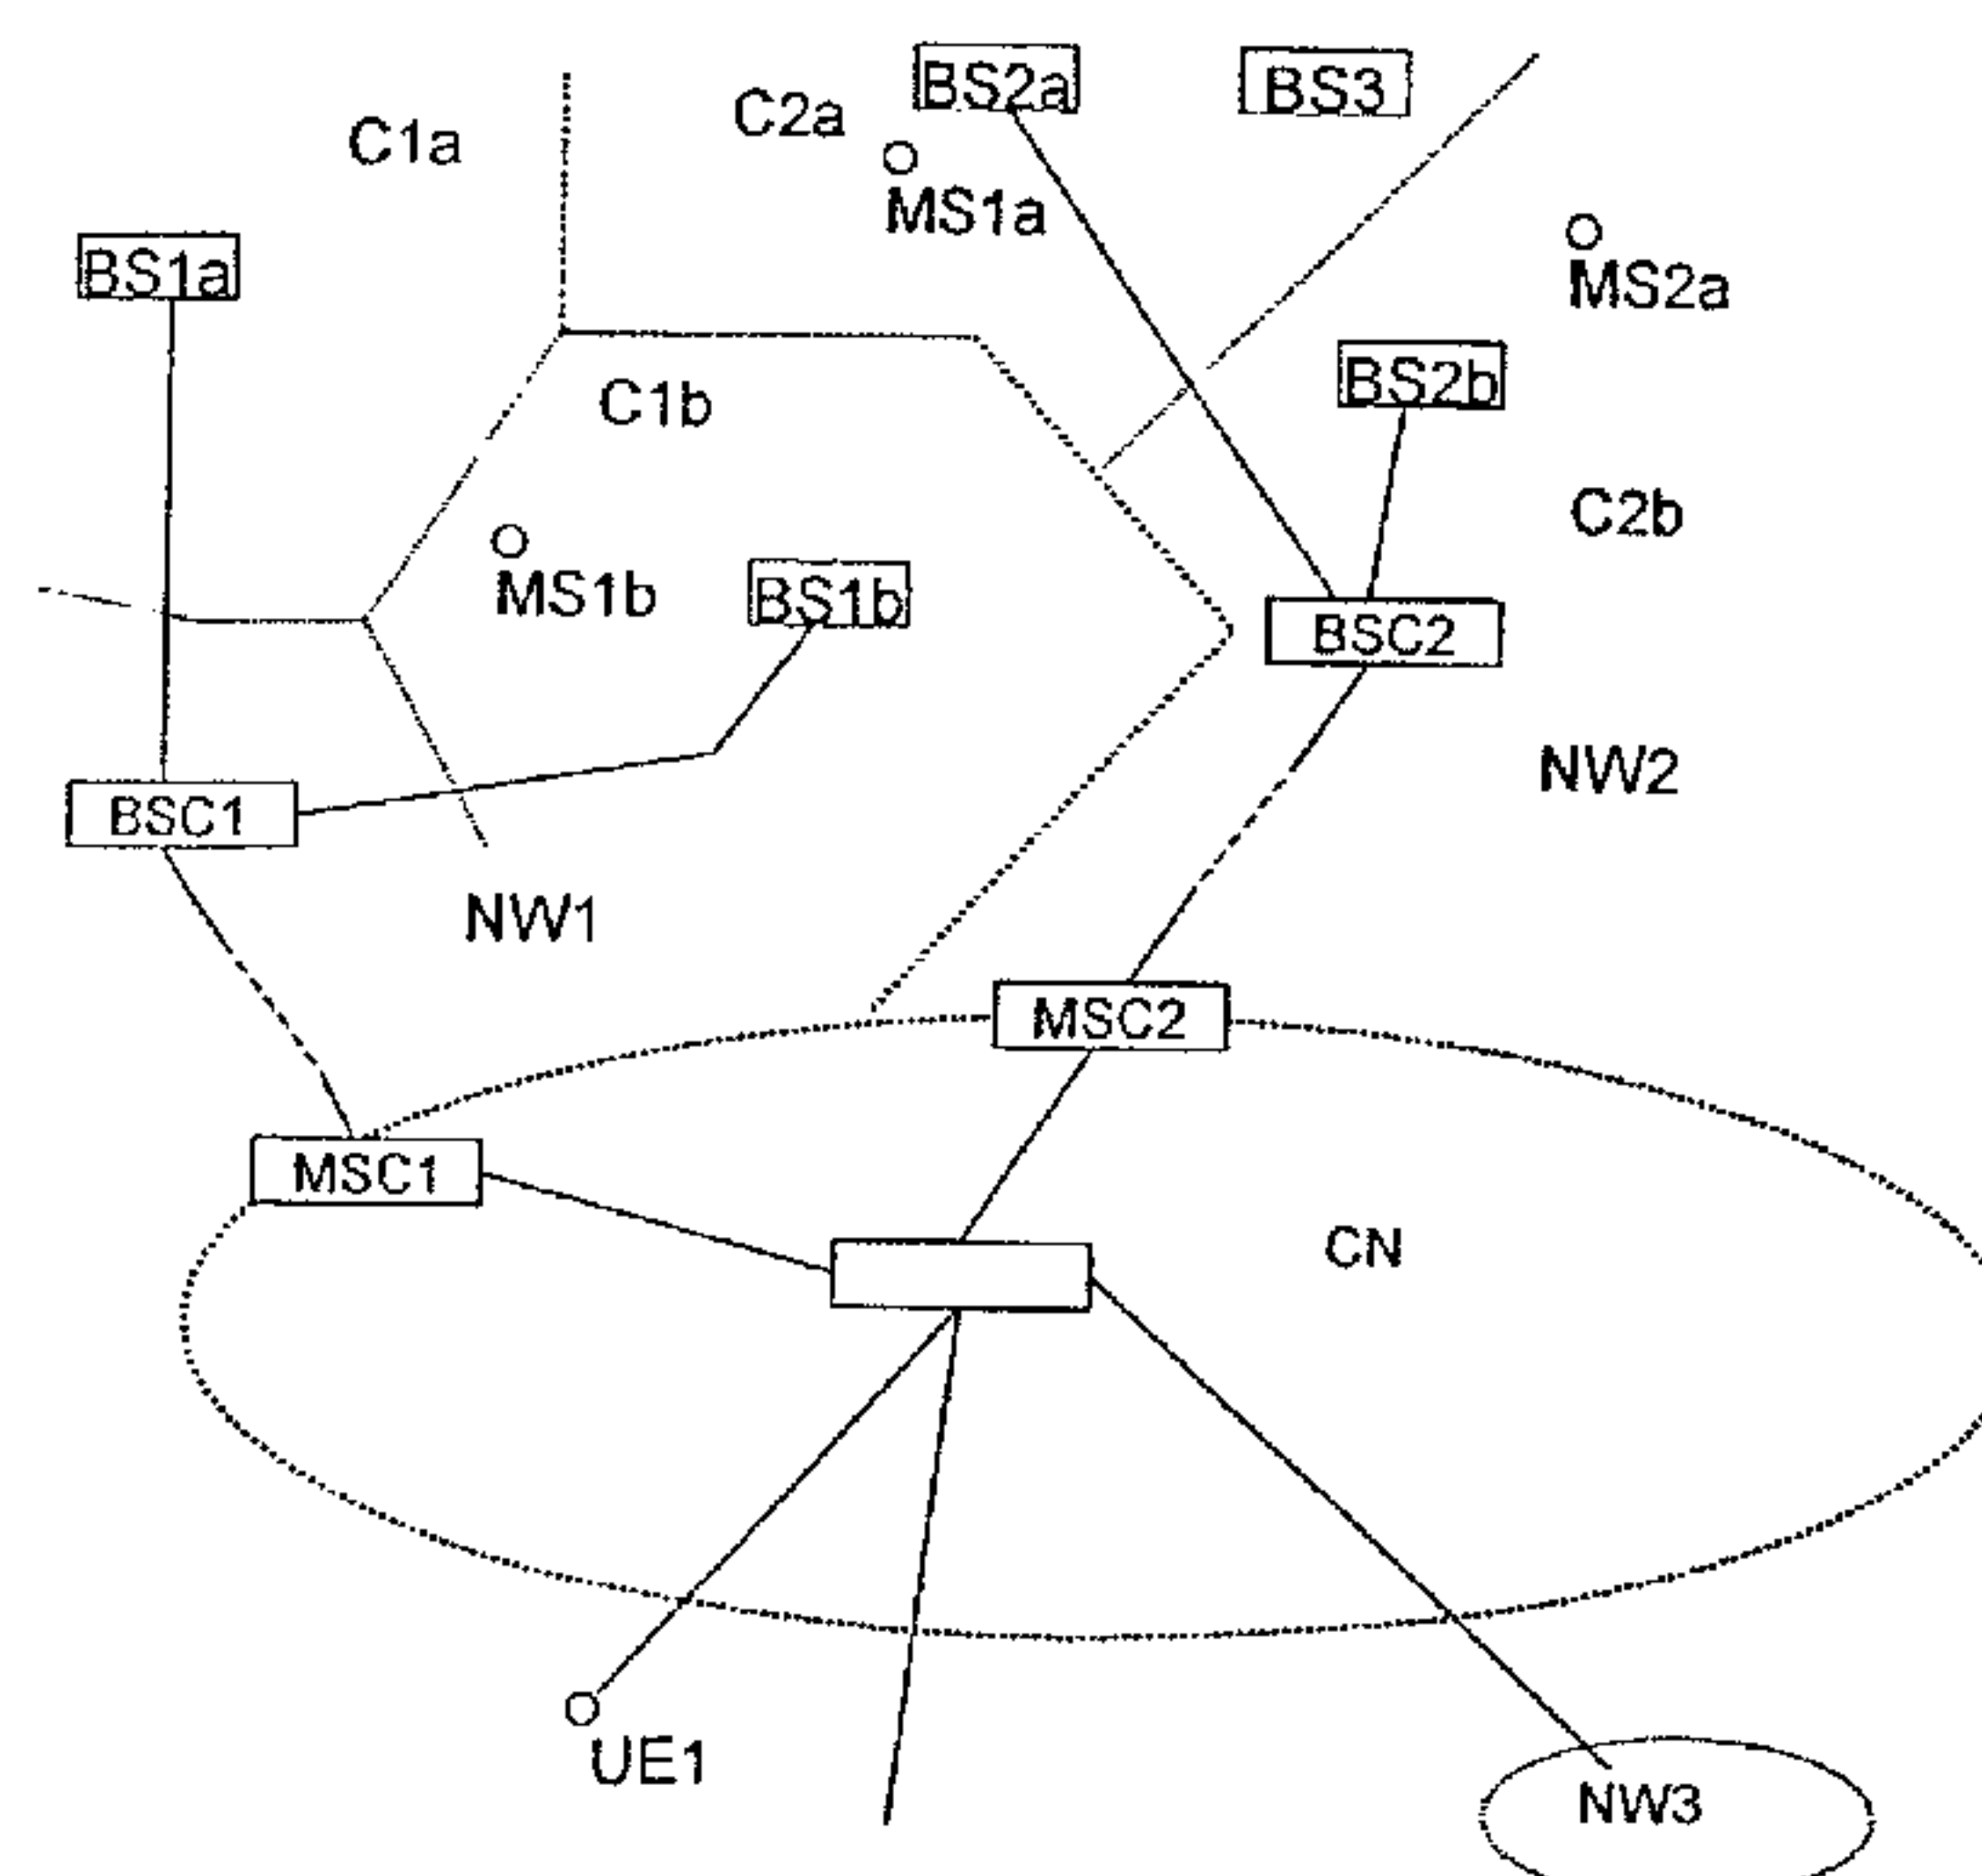 BS2a
BS3
C2a
C1a
MS1a
BS1a
MS2a
BS2b
C1b
C2b
MS1b
BS1b
BSC2
NW2
BSC1
NW1
MSC2
MSC1
CN
UE1
NW3